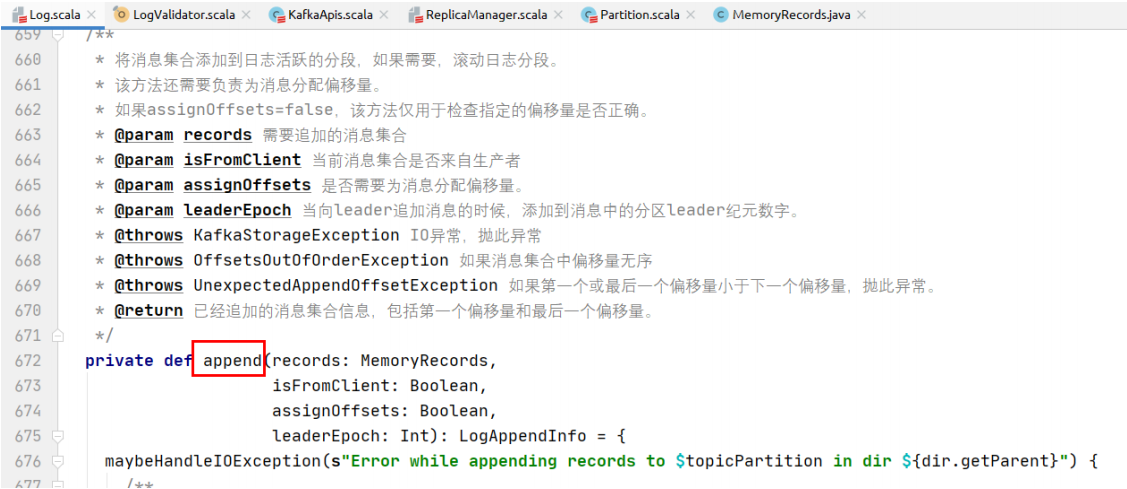 Log.scala × LogValidator.scala × KafkaApis.scala × ReplicaManager.scala × Partition.scala × MemoryRecords.java ×
659 /**
660 * 将消息集合添加到日志活跃的分段，如果需要，滚动日志分段。
661 * 该方法还需要负责为消息分配偏移量。
662 * 如果assignOffsets=false，该方法仅用于检查指定的偏移量是否正确。
663 * @param records 需要追加的消息集合
664 * @param isFromClient 当前消息集合是否来自生产者
665 * @param assignOffsets 是否需要为消息分配偏移量。
666 * @param leaderEpoch 当向leader追加消息的时候，添加到消息中的分区leader纪元数字。
667 * @throws KafkaStorageException IO异常，抛此异常
668 * @throws OffsetsOutOfOrderException 如果消息集合中偏移量无序
669 * @throws UnexpectedAppendOffsetException 如果第一个或最后一个偏移量小于下一个偏移量，抛此异常。
670 * @return 已经追加的消息集合信息，包括第一个偏移量和最后一个偏移量。
671 */
672 private def append(records: MemoryRecords,
673 isFromClient: Boolean,
674 assignOffsets: Boolean,
675 leaderEpoch: Int): LogAppendInfo = {
676 maybeHandleIOException(s"Error while appending records to $topicPartition in dir ${dir.getParent}") {
677 /**